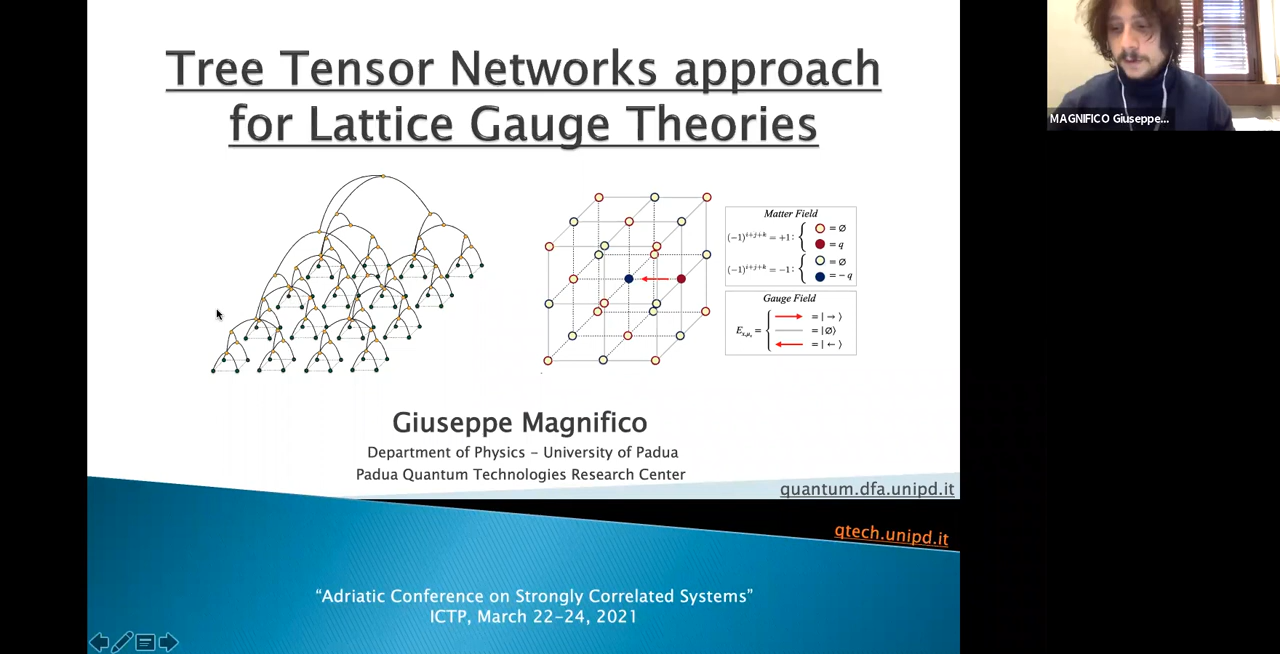 Tree Tensor Networks approach
for Lattice Gauge Theories
MAGNIFICO Giuseppe...
Matter Field
(−1)^{i+j+k} = +1 : { = ∅
= q
(−1)^{i+j+k} = −1 : { = ∅
= − q
Gauge Field
E_{x,μ_x} = { = | → ⟩
= |∅⟩
= | ← ⟩
Giuseppe Magnifico
Department of Physics – University of Padua
Padua Quantum Technologies Research Center
quantum.dfa.unipd.it
qtech.unipd.it
“Adriatic Conference on Strongly Correlated Systems”
ICTP, March 22-24, 2021